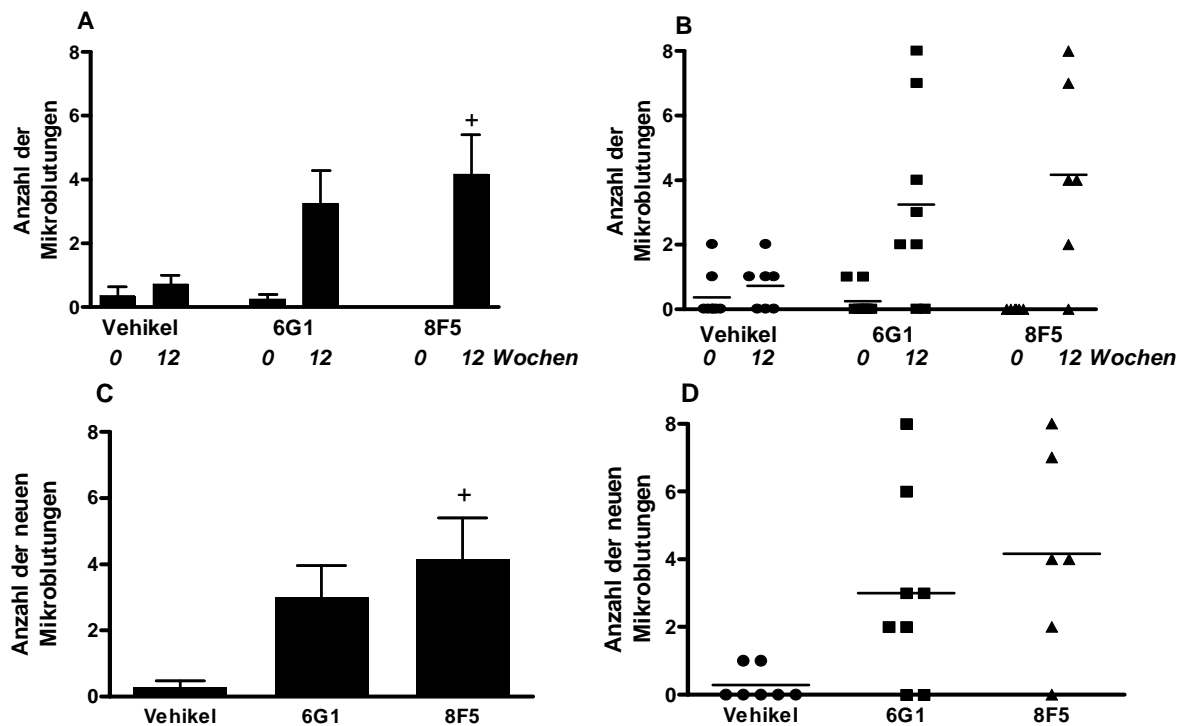 A
Anzahl der
Mikroblutungen
8
6
4
2
0
+
Vehikel 6G1 8F5
0 12 0 12 0 12 Wochen
B
Anzahl der
Mikroblutungen
8
6
4
2
0
Vehikel 6G1 8F5
0 12 0 12 0 12 Wochen
C
Anzahl der neuen
Mikroblutungen
8
6
4
2
0
+
Vehikel 6G1 8F5
D
Anzahl der neuen
Mikroblutungen
8
6
4
2
0
Vehikel 6G1 8F5